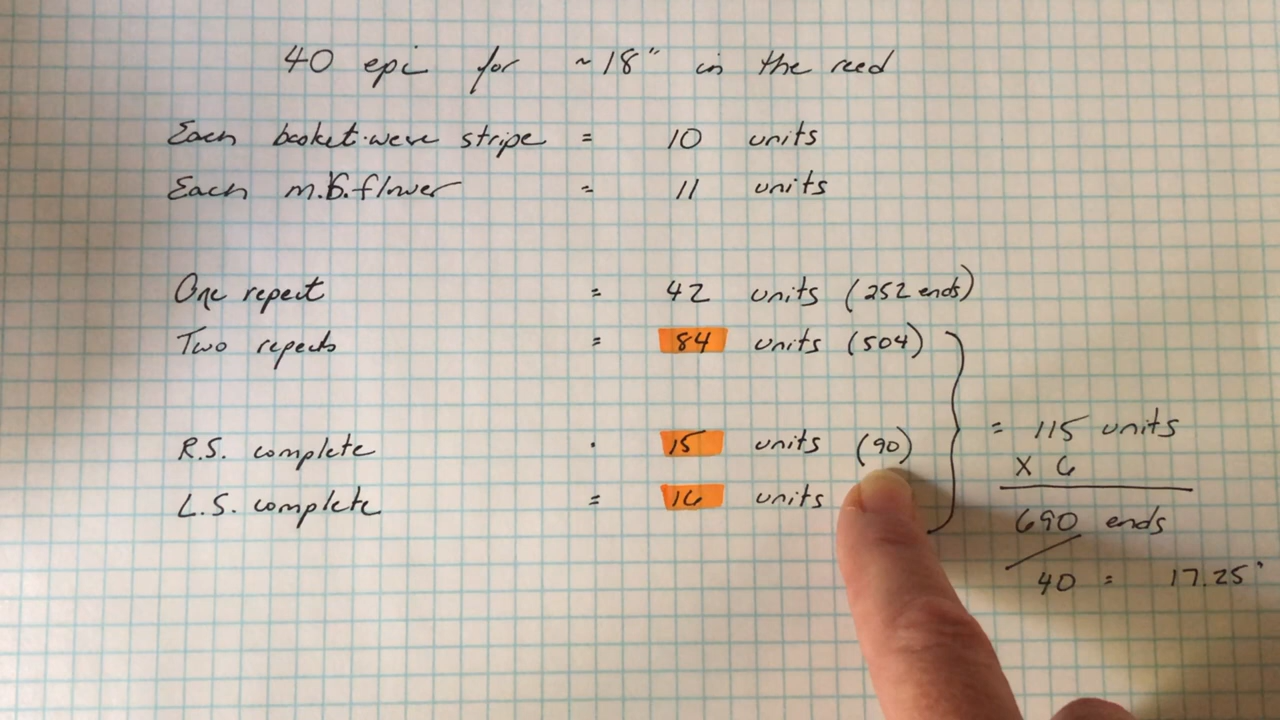 40 epi for ~18" in the reed
Each basket-weve stripe = 10 units
Each m.b.flower = 11 units
One repeat = 42 units (252 ends)
Two repeats = 84 units (504)
R.S. complete · 15 units (90)
L.S. complete = 16 units
= 115 units
x 6
690 ends
/ 40 = 17.25"